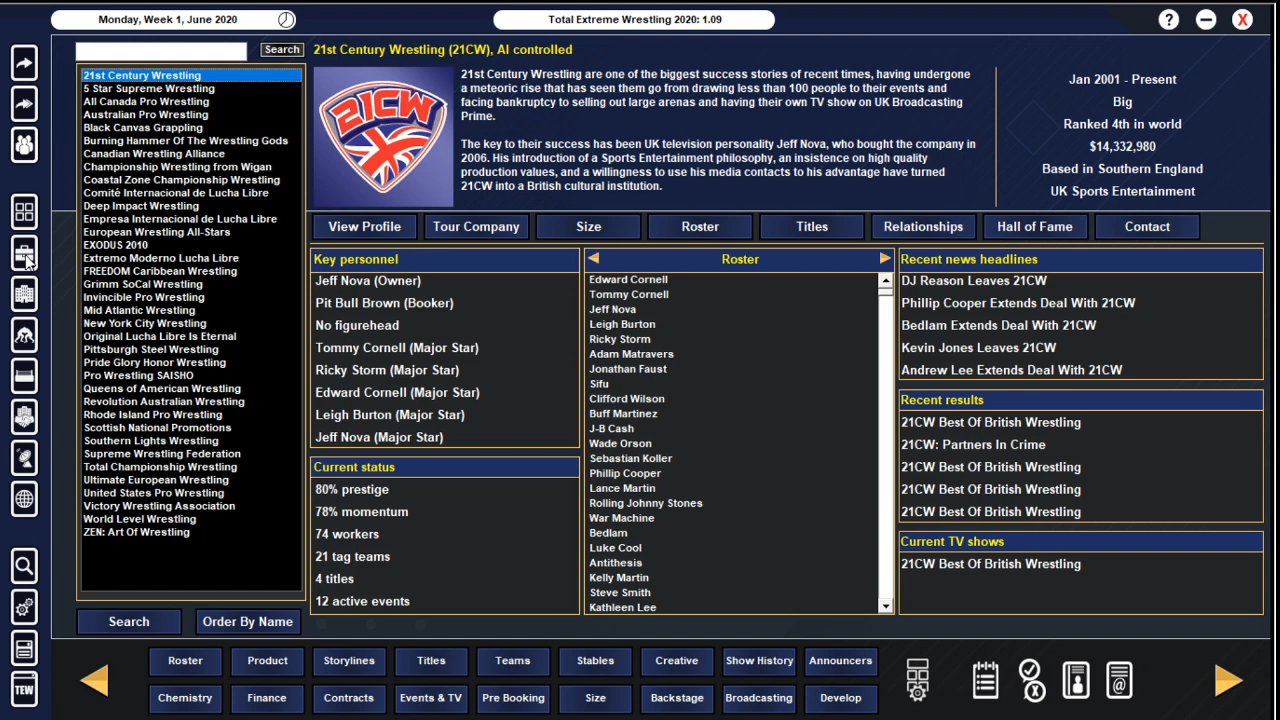 Monday, Week 1, June 2020
Total Extreme Wrestling 2020: 1.09
?
X
Search
21st Century Wrestling (21CW), AI controlled
21st Century Wrestling
5 Star Supreme Wrestling
All Canada Pro Wrestling
Australian Pro Wrestling
Black Canvas Grappling
Burning Hammer Of The Wrestling Gods
Canadian Wrestling Alliance
Championship Wrestling from Wigan
Coastal Zone Championship Wrestling
Comité Internacional de Lucha Libre
Deep Impact Wrestling
Empresa Internacional de Lucha Libre
European Wrestling All-Stars
EXODUS 2010
Extremo Moderno Lucha Libre
FREEDOM Caribbean Wrestling
Grimm SoCal Wrestling
Invincible Pro Wrestling
Mid Atlantic Wrestling
New York City Wrestling
Original Lucha Libre Is Eternal
Pittsburgh Steel Wrestling
Pride Glory Honor Wrestling
Pro Wrestling SAISHO
Queens of American Wrestling
Revolution Australian Wrestling
Rhode Island Pro Wrestling
Scottish National Promotions
Southern Lights Wrestling
Supreme Wrestling Federation
Total Championship Wrestling
Ultimate European Wrestling
United States Pro Wrestling
Victory Wrestling Association
World Level Wrestling
ZEN: Art Of Wrestling
Search
Order By Name
21CW
21st Century Wrestling are one of the biggest success stories of recent times, having undergone
a meteoric rise that has seen them go from drawing less than 100 people to their events and
facing bankruptcy to selling out large arenas and having their own TV show on UK Broadcasting
Prime.
The key to their success has been UK television personality Jeff Nova, who bought the company in
2006. His introduction of a Sports Entertainment philosophy, an insistence on high quality
production values, and a willingness to use his media contacts to his advantage have turned
21CW into a British cultural institution.
Jan 2001 - Present
Big
Ranked 4th in world
$14,332,980
Based in Southern England
UK Sports Entertainment
View Profile
Tour Company
Size
Roster
Titles
Relationships
Hall of Fame
Contact
Key personnel
Jeff Nova (Owner)
Pit Bull Brown (Booker)
No figurehead
Tommy Cornell (Major Star)
Ricky Storm (Major Star)
Edward Cornell (Major Star)
Leigh Burton (Major Star)
Jeff Nova (Major Star)
Current status
80% prestige
78% momentum
74 workers
21 tag teams
4 titles
12 active events
Roster
Edward Cornell
Tommy Cornell
Jeff Nova
Leigh Burton
Ricky Storm
Adam Matravers
Jonathan Faust
Sifu
Clifford Wilson
Buff Martinez
J-B Cash
Wade Orson
Sebastian Koller
Phillip Cooper
Lance Martin
Rolling Johnny Stones
War Machine
Bedlam
Luke Cool
Antithesis
Kelly Martin
Steve Smith
Kathleen Lee
Recent news headlines
DJ Reason Leaves 21CW
Phillip Cooper Extends Deal With 21CW
Bedlam Extends Deal With 21CW
Kevin Jones Leaves 21CW
Andrew Lee Extends Deal With 21CW
Recent results
21CW Best Of British Wrestling
21CW: Partners In Crime
21CW Best Of British Wrestling
21CW Best Of British Wrestling
21CW Best Of British Wrestling
Current TV shows
21CW Best Of British Wrestling
TEW
Roster
Product
Storylines
Titles
Teams
Stables
Creative
Show History
Announcers
Chemistry
Finance
Contracts
Events & TV
Pre Booking
Size
Backstage
Broadcasting
Develop